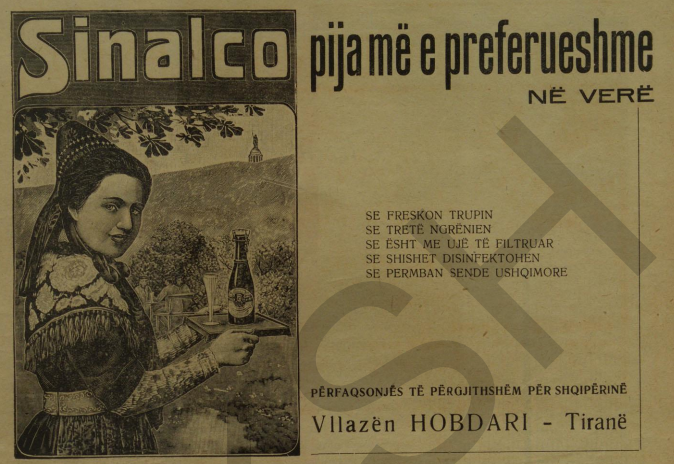 Sinalco
pija më e preferueshme
NË VERË
SE FRESKON TRUPIN
SE TRETË NGRËNIEN
SE ËSHT ME UJË TË FILTRUAR
SE SHISHET DISINFEKTOHEN
SE PERMBAN SENDE USHQIMORE
PËRFAQSONJËS TË PËRGJITHSHËM PËR SHQIPËRINË
Vllazën HOBDARI - Tiranë